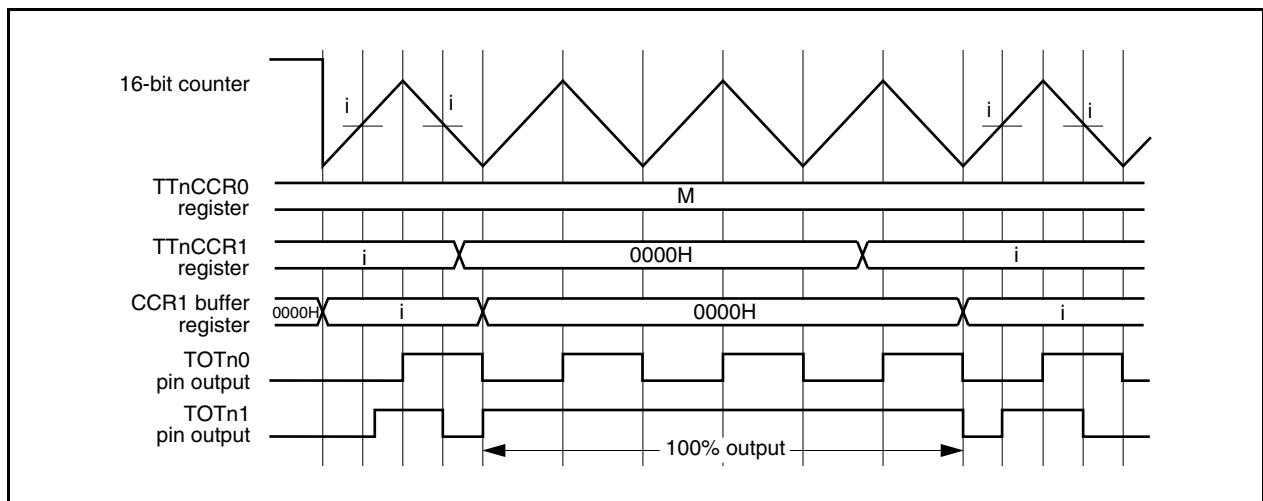 16-bit counter
i
i
i
i
TTnCCR0
register
M
TTnCCR1
register
i
0000H
i
CCR1 buffer
register
0000H
i
0000H
i
TOTn0
pin output
TOTn1
pin output
100% output